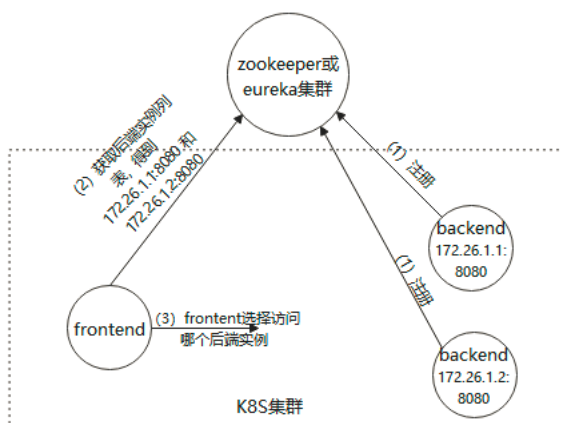 zookeeper或
eureka集群
(2) 获取后端实例列
表，得到
172.26.1.1:8080 和
172.26.1.2:8080
(1) 注册
backend
172.26.1.1:
8080
(1) 注册
frontend
(3) frontent选择访问
哪个后端实例
backend
172.26.1.2:
8080
K8S集群